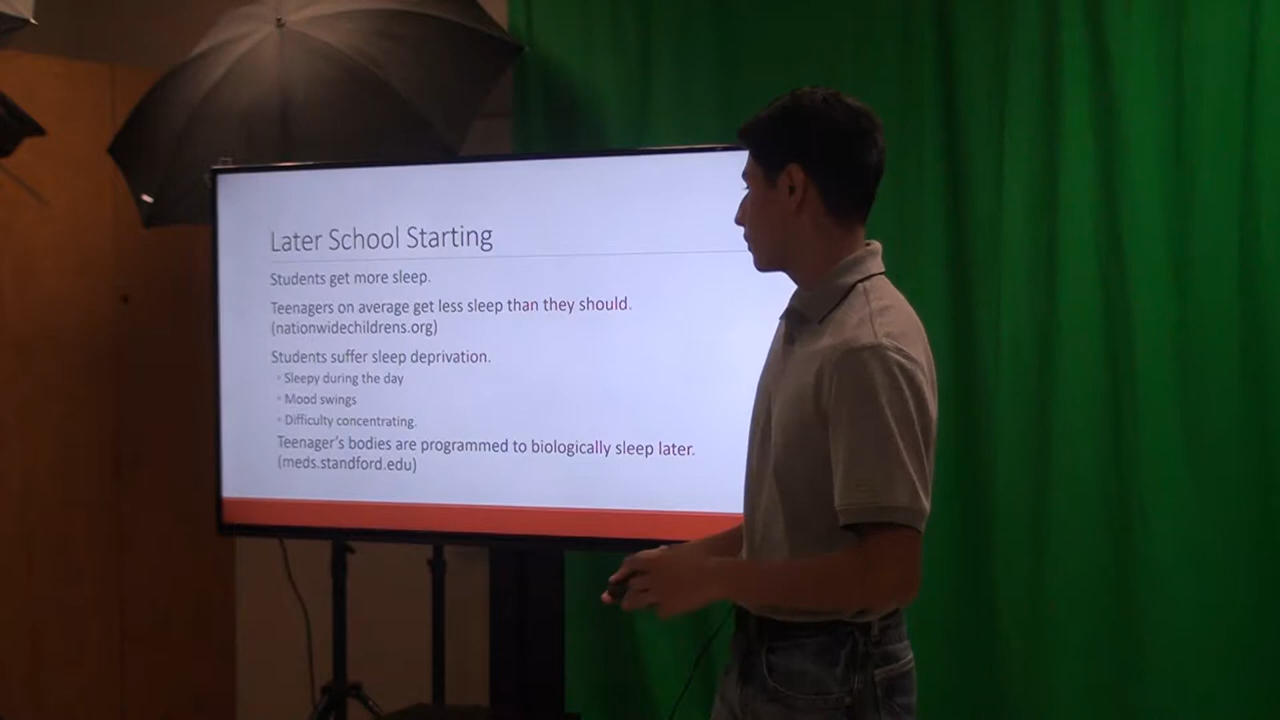 Later School Starting
Students get more sleep.
Teenagers on average get less sleep than they should.
(nationwidechildrens.org)
Students suffer sleep deprivation.
◦ Sleepy during the day
◦ Mood swings
◦ Difficulty concentrating.
Teenager’s bodies are programmed to biologically sleep later.
(meds.standford.edu)